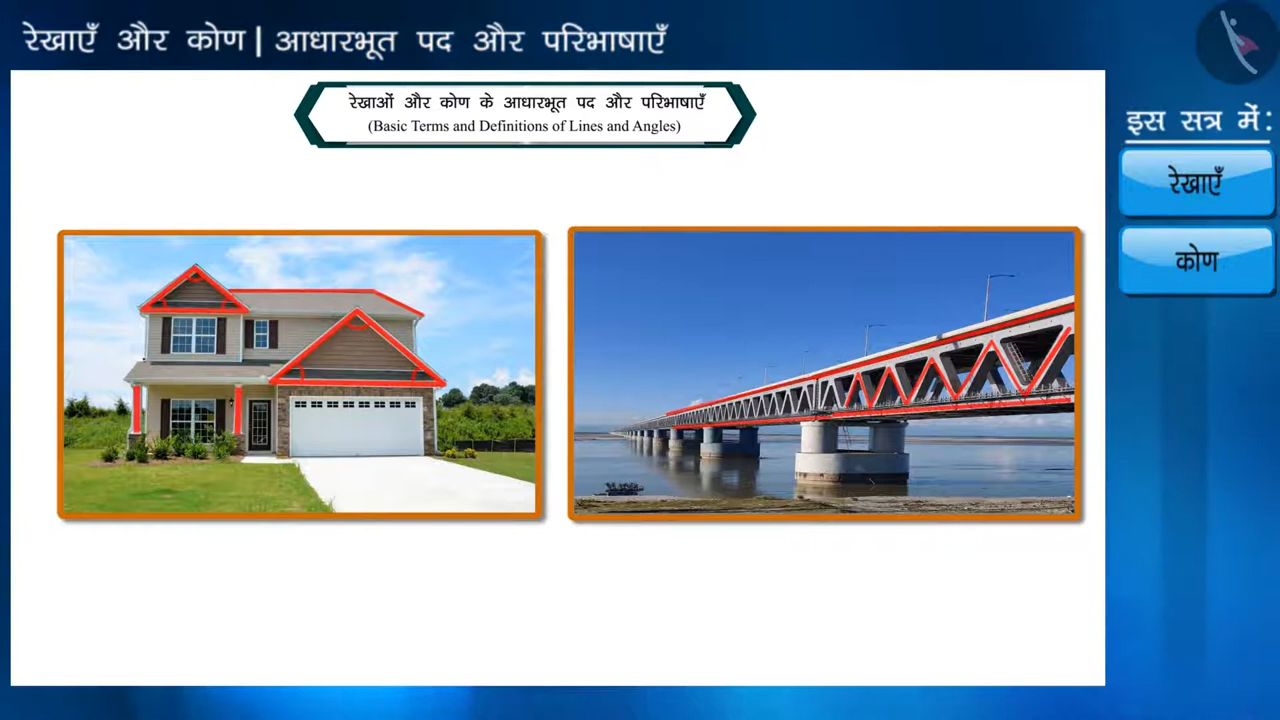 रेखाएँ और कोण | आधारभूत पद और परिभाषाएँ
रेखाओं और कोण के आधारभूत पद और परिभाषाएँ
(Basic Terms and Definitions of Lines and Angles)
इस सत्र में:
रेखाएँ
कोण